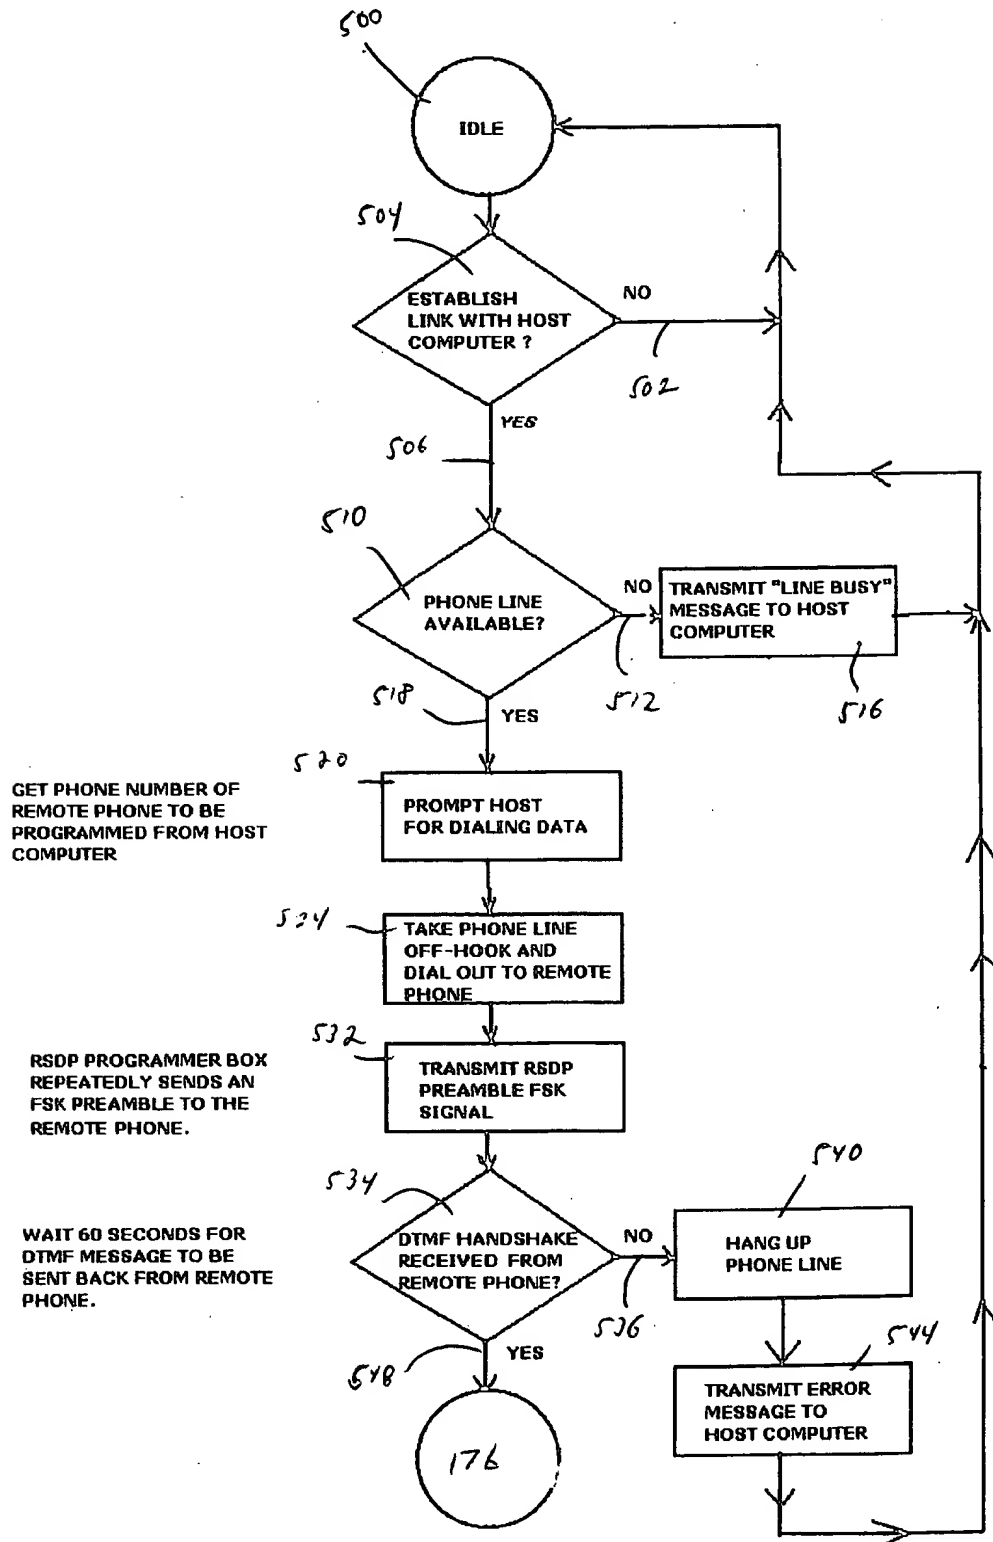 500
IDLE
504
ESTABLISH
LINK WITH HOST
COMPUTER ?
NO
502
YES
506
510
PHONE LINE
AVAILABLE?
NO
512
TRANSMIT "LINE BUSY"
MESSAGE TO HOST
COMPUTER
516
518
YES
520
GET PHONE NUMBER OF
REMOTE PHONE TO BE
PROGRAMMED FROM HOST
COMPUTER
PROMPT HOST
FOR DIALING DATA
524
TAKE PHONE LINE
OFF-HOOK AND
DIAL OUT TO REMOTE
PHONE
532
RSDP PROGRAMMER BOX
REPEATEDLY SENDS AN
FSK PREAMBLE TO THE
REMOTE PHONE.
TRANSMIT RSDP
PREAMBLE FSK
SIGNAL
534
WAIT 60 SECONDS FOR
DTMF MESSAGE TO BE
SENT BACK FROM REMOTE
PHONE.
DTMF HANDSHAKE
RECEIVED FROM
REMOTE PHONE?
NO
536
540
HANG UP
PHONE LINE
544
TRANSMIT ERROR
MESSAGE TO
HOST COMPUTER
548
YES
176